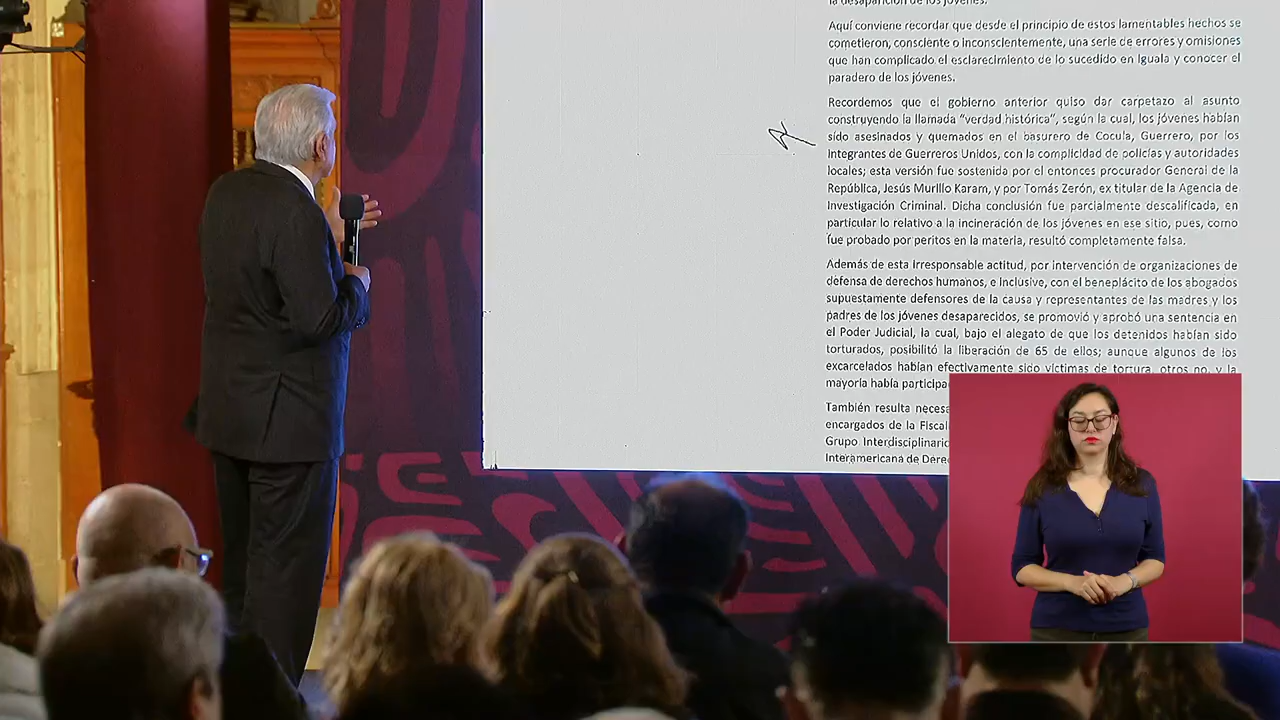 la desaparición de los jóvenes.
Aquí conviene recordar que desde el principio de estos lamentables hechos se
cometieron, consciente o inconscientemente, una serie de errores y omisiones
que han complicado el esclarecimiento de lo sucedido en Iguala y conocer el
paradero de los jóvenes.
Recordemos que el gobierno anterior quiso dar carpetazo al asunto
construyendo la llamada "verdad histórica", según la cual, los jóvenes habían
sido asesinados y quemados en el basurero de Cocula, Guerrero, por los
integrantes de Guerreros Unidos, con la complicidad de policías y autoridades
locales; esta versión fue sostenida por el entonces procurador General de la
República, Jesús Murillo Karam, y por Tomás Zerón, ex titular de la Agencia de
Investigación Criminal. Dicha conclusión fue parcialmente descalificada, en
particular lo relativo a la incineración de los jóvenes en ese sitio, pues, como
fue probado por peritos en la materia, resultó completamente falsa.
Además de esta irresponsable actitud, por intervención de organizaciones de
defensa de derechos humanos, e inclusive, con el beneplácito de los abogados
supuestamente defensores de la causa y representantes de las madres y los
padres de los jóvenes desaparecidos, se promovió y aprobó una sentencia en
el Poder Judicial, la cual, bajo el alegato de que los detenidos habían sido
torturados, posibilitó la liberación de 65 de ellos; aunque algunos de los
excarcelados habían efectivamente sido víctimas de tortura, otros no, y la
mayoría había
También resulta
encargados de la
Grupo Interdisciplinario
Interamericana de